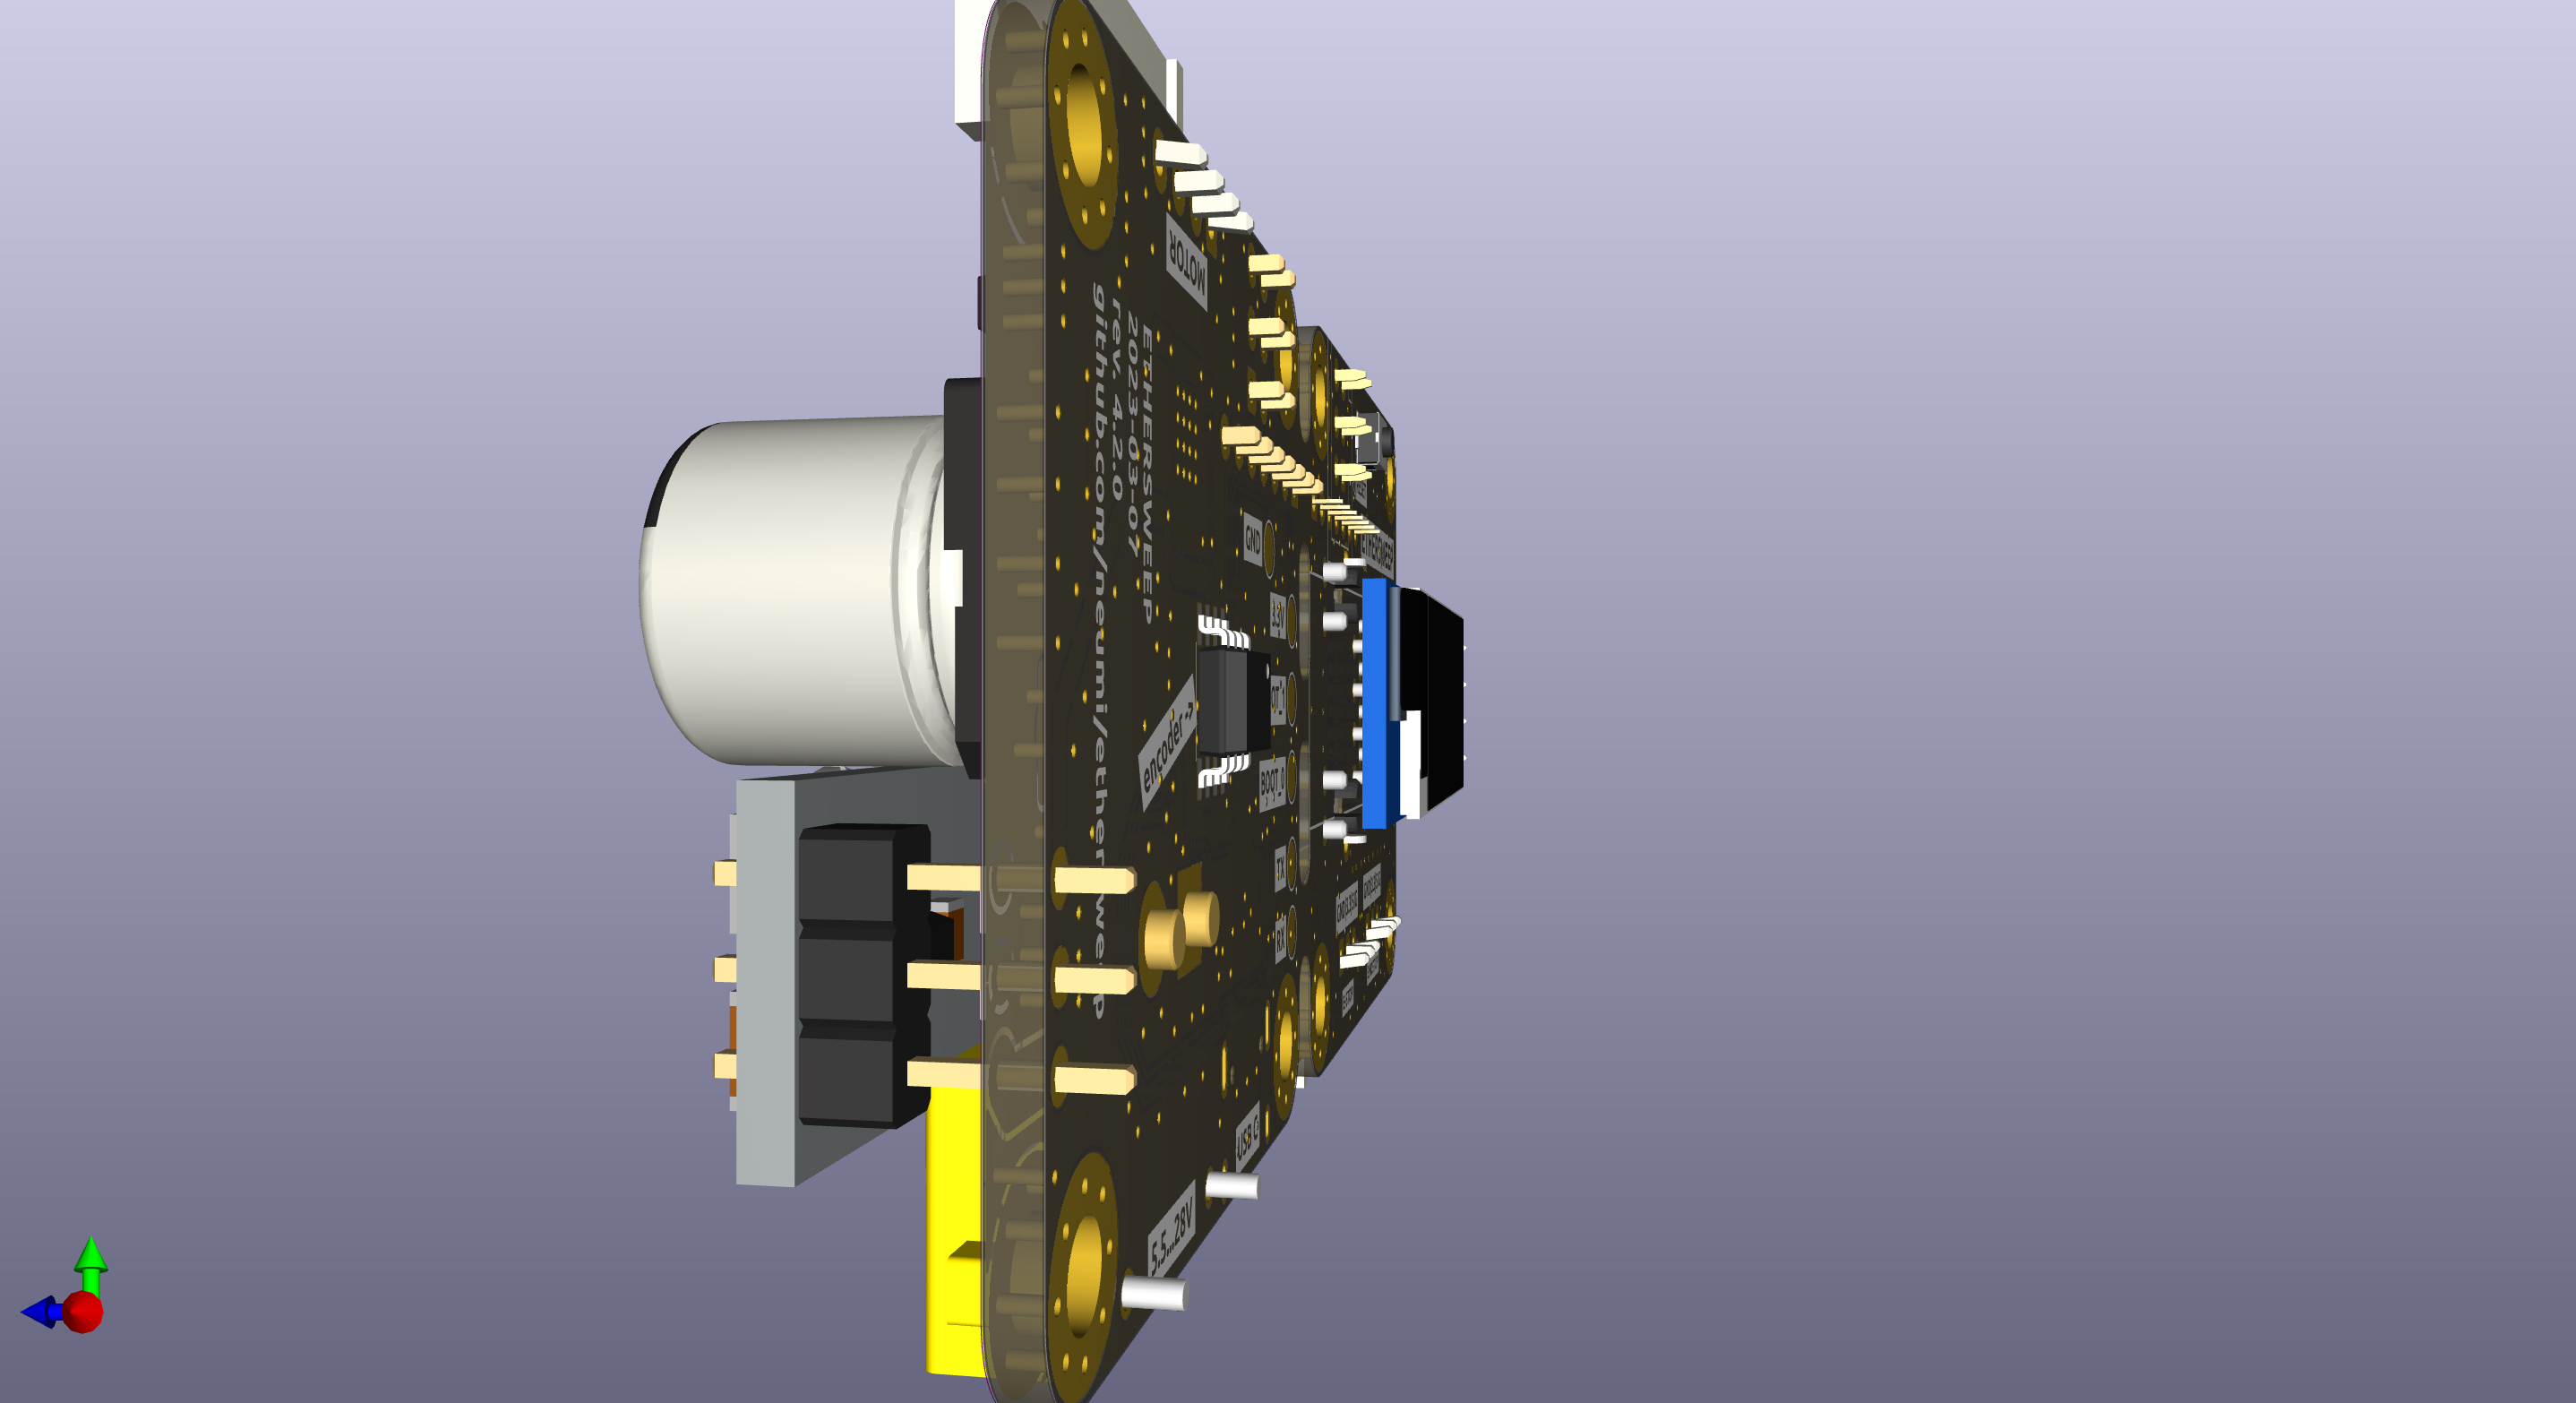 MOTOR
ETHERSWEEP
2023-03-07
rev. 4.2.0
github.com/neumi/ethersweep
GND
3.3V
encoder ->
BOOT_0
TX
RX
USB C
5.5...28V
ETHERSWEEP